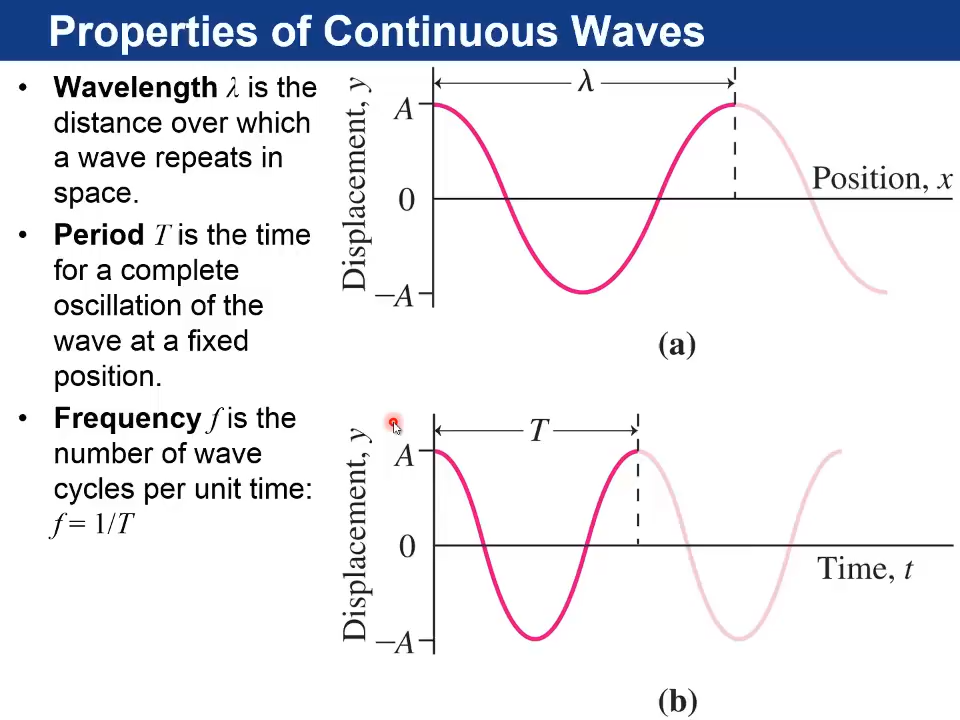 Properties of Continuous Waves
• Wavelength λ is the
distance over which
a wave repeats in
space.
• Period T is the time
for a complete
oscillation of the
wave at a fixed
position.
• Frequency f is the
number of wave
cycles per unit time:
f = 1/T
λ
Displacement, y
A
0
−A
Position, x
(a)
T
Displacement, y
A
0
−A
Time, t
(b)